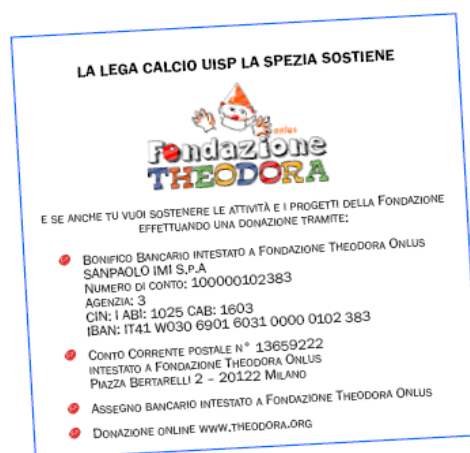 LA LEGA CALCIO UISP LA SPEZIA SOSTIENE
onlus
Fondazione
THEODORA
E SE ANCHE TU VUOI SOSTENERE LE ATTIVITÀ E I PROGETTI DELLA FONDAZIONE
EFFETTUANDO UNA DONAZIONE TRAMITE:
BONIFICO BANCARIO INTESTATO A FONDAZIONE THEODORA ONLUS
SANPAOLO IMI S.P.A
NUMERO DI CONTO: 100000102383
AGENZIA: 3
CIN: I ABI: 1025 CAB: 1603
IBAN: IT41 W030 6901 6031 0000 0102 383
CONTO CORRENTE POSTALE N° 13659222
INTESTATO A FONDAZIONE THEODORA ONLUS
PIAZZA BERTARELLI 2 – 20122 MILANO
ASSEGNO BANCARIO INTESTATO A FONDAZIONE THEODORA ONLUS
DONAZIONE ONLINE WWW.THEODORA.ORG